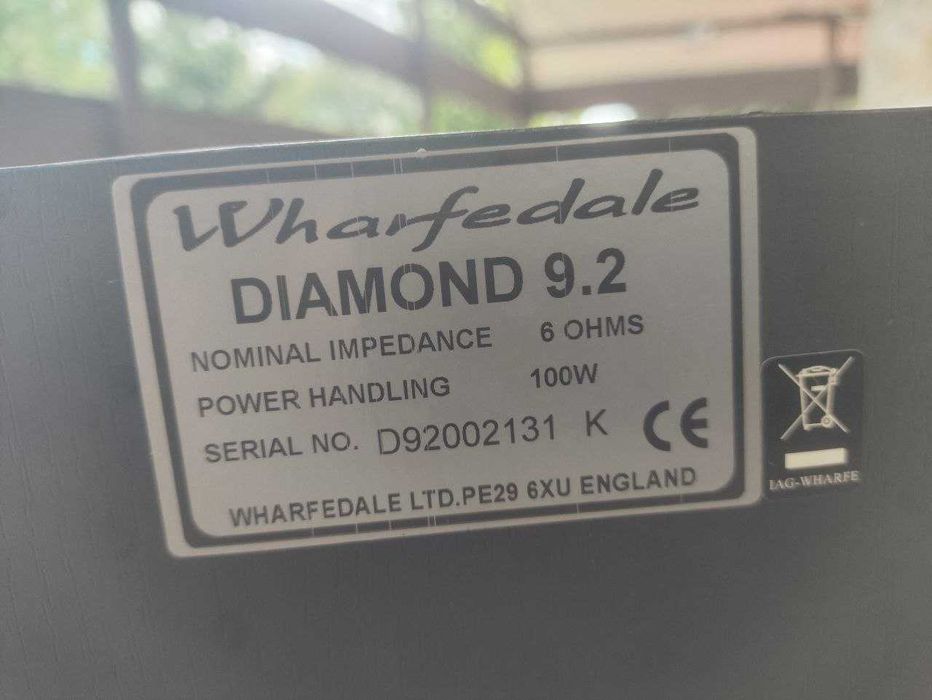 Wharfedale
DIAMOND 9.2
NOMINAL IMPEDANCE 6 OHMS
POWER HANDLING 100W
SERIAL NO. D92002131 K CE
WHARFEDALE LTD.PE29 6XU ENGLAND
IAG-WHARFE